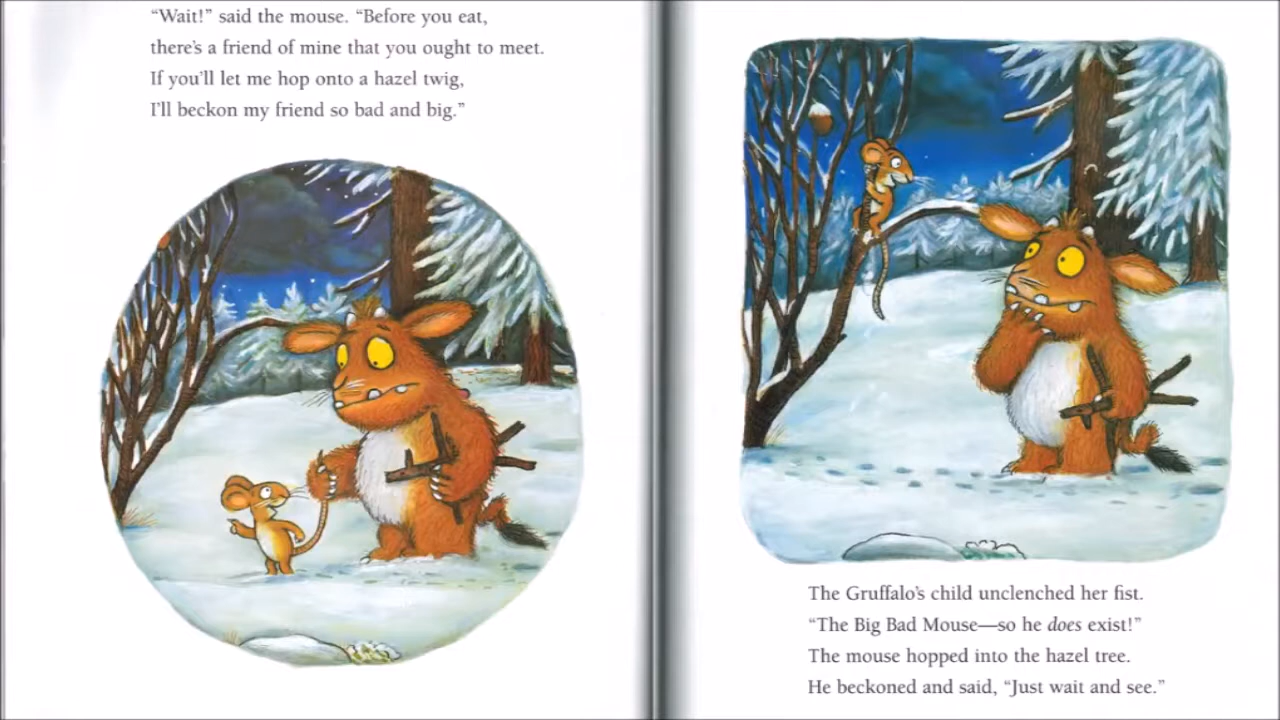 “Wait!” said the mouse. “Before you eat,
there’s a friend of mine that you ought to meet.
If you’ll let me hop onto a hazel twig,
I’ll beckon my friend so bad and big.”
The Gruffalo’s child unclenched her fist.
“The Big Bad Mouse—so he does exist!”
The mouse hopped into the hazel tree.
He beckoned and said, “Just wait and see.”